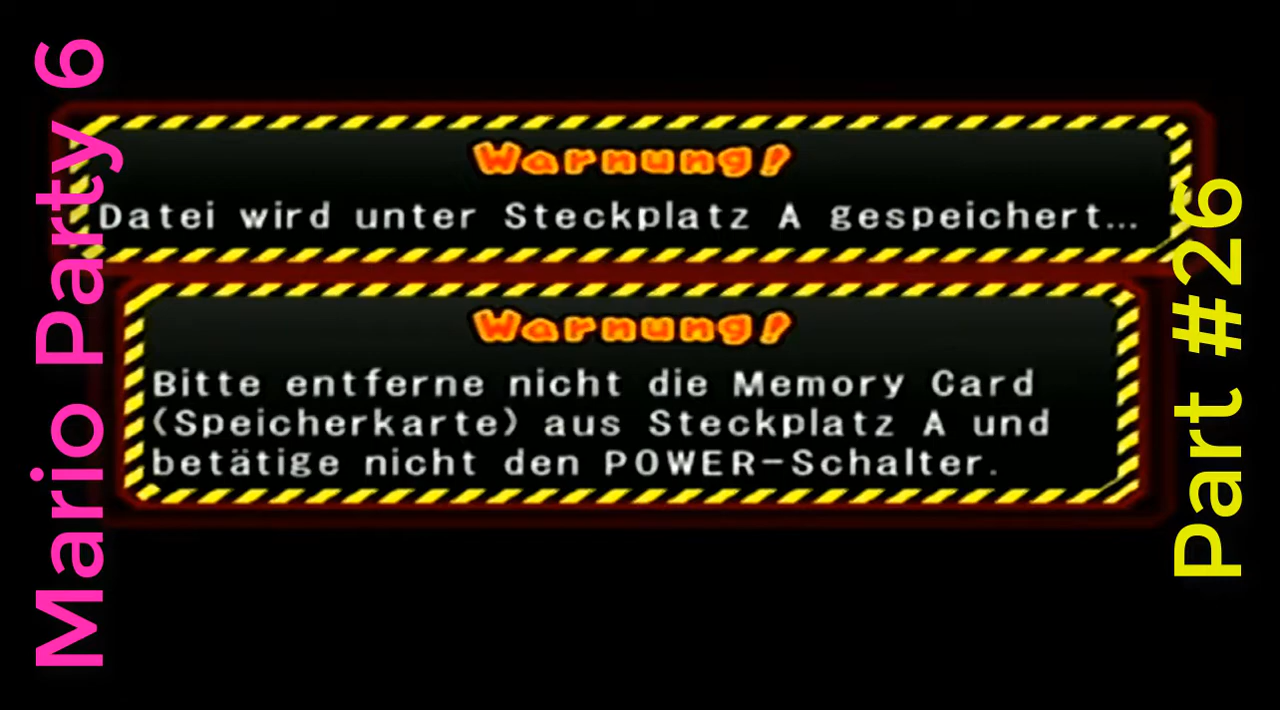 Mario Party 6
Warnung!
Datei wird unter Steckplatz A gespeichert...
Warnung!
Bitte entferne nicht die Memory Card
(Speicherkarte) aus Steckplatz A und
betätige nicht den POWER-Schalter.
Part #26